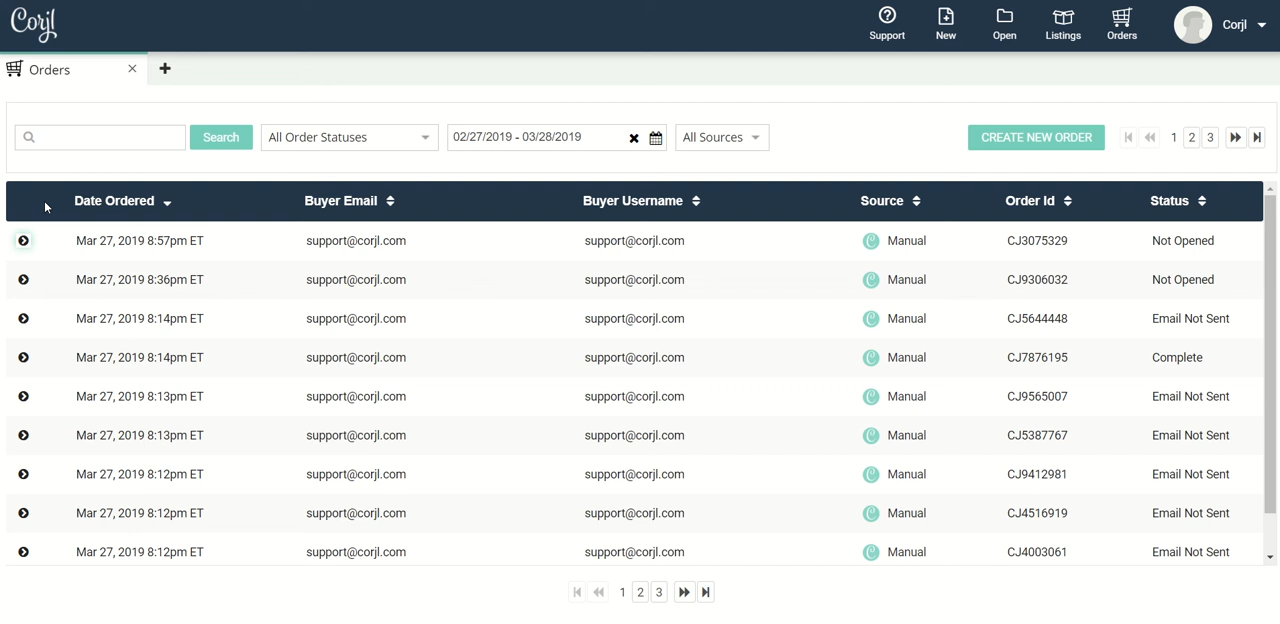 Corjl
Support New Open Listings Orders Corjl
Orders
Search All Order Statuses 02/27/2019 - 03/28/2019 All Sources CREATE NEW ORDER 1 2 3
Date Ordered Buyer Email Buyer Username Source Order Id Status
Mar 27, 2019 8:57pm ET support@corjl.com support@corjl.com Manual CJ3075329 Not Opened
Mar 27, 2019 8:36pm ET support@corjl.com support@corjl.com Manual CJ9306032 Not Opened
Mar 27, 2019 8:14pm ET support@corjl.com support@corjl.com Manual CJ5644448 Email Not Sent
Mar 27, 2019 8:14pm ET support@corjl.com support@corjl.com Manual CJ7876195 Complete
Mar 27, 2019 8:13pm ET support@corjl.com support@corjl.com Manual CJ9565007 Email Not Sent
Mar 27, 2019 8:13pm ET support@corjl.com support@corjl.com Manual CJ5387767 Email Not Sent
Mar 27, 2019 8:12pm ET support@corjl.com support@corjl.com Manual CJ9412981 Email Not Sent
Mar 27, 2019 8:12pm ET support@corjl.com support@corjl.com Manual CJ4516919 Email Not Sent
Mar 27, 2019 8:12pm ET support@corjl.com support@corjl.com Manual CJ4003061 Email Not Sent
1 2 3